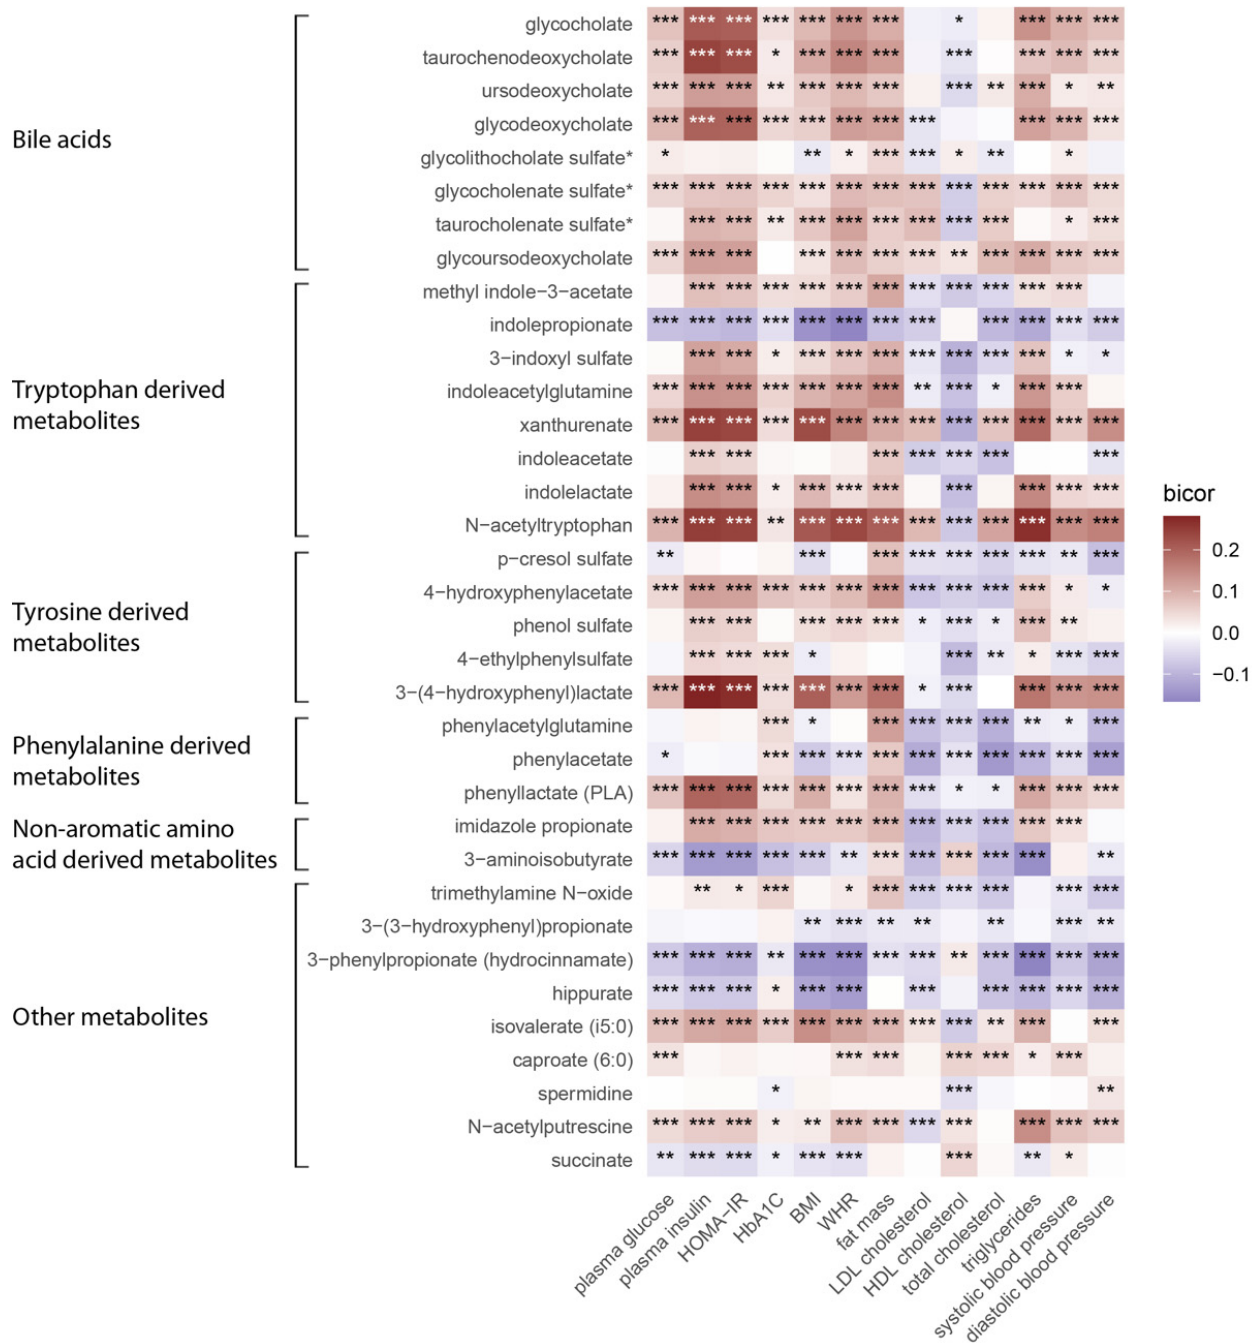 Bile acids
glycocholate *** *** *** *** *** *** *** * *** *** ***
taurochenodeoxycholate *** *** *** * *** *** *** *** *** *** ***
ursodeoxycholate *** *** *** ** *** *** *** *** ** *** * **
glycodeoxycholate *** *** *** *** *** *** *** *** *** *** ***
glycolithocholate sulfate* * ** * *** *** * ** *
glycocholenate sulfate* *** *** *** *** *** *** *** *** *** *** *** *** ***
taurocholenate sulfate* *** *** ** *** *** *** *** *** *** * ***
glycoursodeoxycholate *** *** *** *** *** *** *** ** *** *** *** ***
Tryptophan derived
metabolites
methyl indole−3−acetate *** *** *** *** *** *** *** *** *** *** ***
indolepropionate *** *** *** *** *** *** *** *** *** *** *** ***
3−indoxyl sulfate *** *** * *** *** *** *** *** *** *** * *
indoleacetylglutamine *** *** *** *** *** *** *** ** *** * *** ***
xanthurenate *** *** *** *** *** *** *** *** *** *** *** *** ***
indoleacetate *** *** *** *** *** *** ***
indolelactate *** *** * *** *** *** *** *** *** ***
N−acetyltryptophan *** *** *** ** *** *** *** *** *** *** *** *** ***
Tyrosine derived
metabolites
p−cresol sulfate ** *** *** *** *** *** *** ** ***
4−hydroxyphenylacetate *** *** *** *** *** *** *** *** *** *** *** * *
phenol sulfate *** *** *** *** *** * *** * *** **
4−ethylphenylsulfate *** *** *** * *** ** * *** ***
3−(4−hydroxyphenyl)lactate *** *** *** *** *** *** *** * *** *** *** ***
Phenylalanine derived
metabolites
phenylacetylglutamine *** * *** *** *** *** ** * ***
phenylacetate * *** *** *** *** *** *** *** *** *** ***
phenyllactate (PLA) *** *** *** *** *** *** *** *** * * *** *** ***
Non-aromatic amino
acid derived metabolites
imidazole propionate *** *** *** *** *** *** *** *** *** *** ***
3−aminoisobutyrate *** *** *** *** *** ** *** *** *** *** *** **
Other metabolites
trimethylamine N−oxide ** * *** * *** *** *** *** *** ***
3−(3−hydroxyphenyl)propionate ** *** ** ** ** *** **
3−phenylpropionate (hydrocinnamate) *** *** *** ** *** *** *** *** ** *** *** *** ***
hippurate *** *** *** * *** *** *** *** *** *** ***
isovalerate (i5:0) *** *** *** *** *** *** *** *** *** ** *** ***
caproate (6:0) *** *** *** *** *** * ***
spermidine * *** **
N−acetylputrescine *** *** *** * ** *** *** *** *** *** *** ***
succinate ** *** *** * *** *** *** ** *
plasma glucose
plasma insulin
HOMA−IR
HbA1C
BMI
WHR
fat mass
LDL cholesterol
HDL cholesterol
total cholesterol
triglycerides
systolic blood pressure
diastolic blood pressure
bicor
0.2
0.1
0.0
−0.1